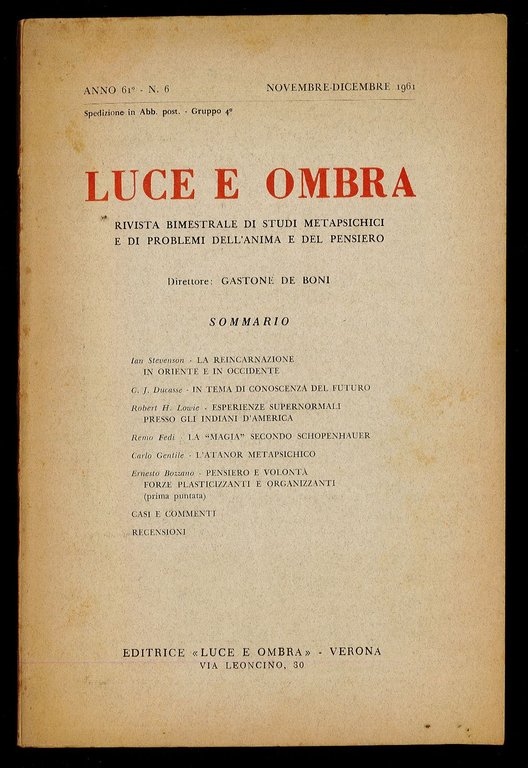 ANNO 61º - N. 6
NOVEMBRE-DICEMBRE 1961
Spedizione in Abb. post. - Gruppo 4º
LUCE E OMBRA
RIVISTA BIMESTRALE DI STUDI METAPSICHICI
E DI PROBLEMI DELL'ANIMA E DEL PENSIERO
Direttore: GASTONE DE BONI
SOMMARIO
Ian Stevenson - LA REINCARNAZIONE
IN ORIENTE E IN OCCIDENTE
C. J. Ducasse - IN TEMA DI CONOSCENZA DEL FUTURO
Robert H. Lowie - ESPERIENZE SUPERNORMALI
PRESSO GLI INDIANI D'AMERICA
Remo Fedi - LA "MAGIA" SECONDO SCHOPENHAUER
Carlo Gentile - L'ATANOR METAPSICHICO
Ernesto Bozzano - PENSIERO E VOLONTÀ
FORZE PLASTICIZZANTI E ORGANIZZANTI
(prima puntata)
CASI E COMMENTI
RECENSIONI
EDITRICE «LUCE E OMBRA» - VERONA
VIA LEONCINO, 30